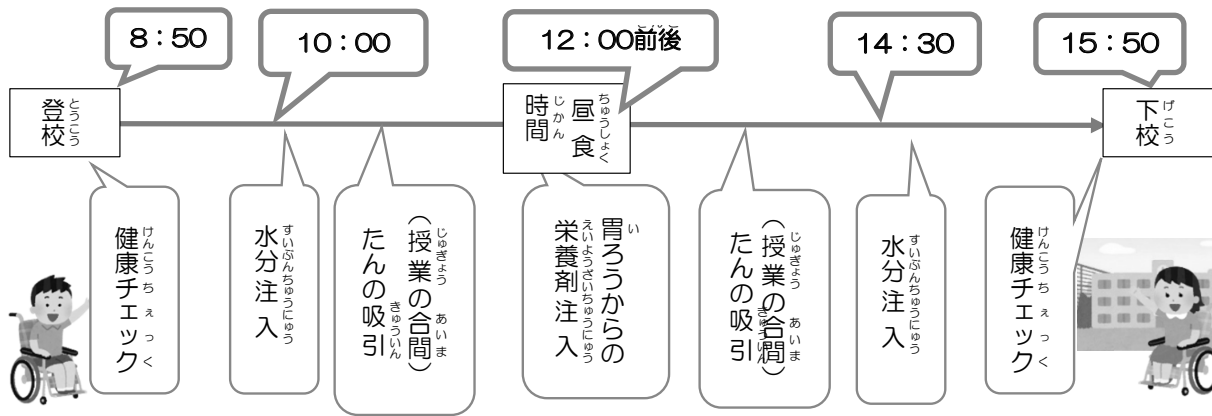 8：50
10：00
12：00前後
14：30
15：50
登校
昼食
時間
下校
健康チェック
水分注入
たんの吸引
（授業の合間）
胃ろうからの
栄養剤注入
たんの吸引
（授業の合間）
水分注入
健康チェック